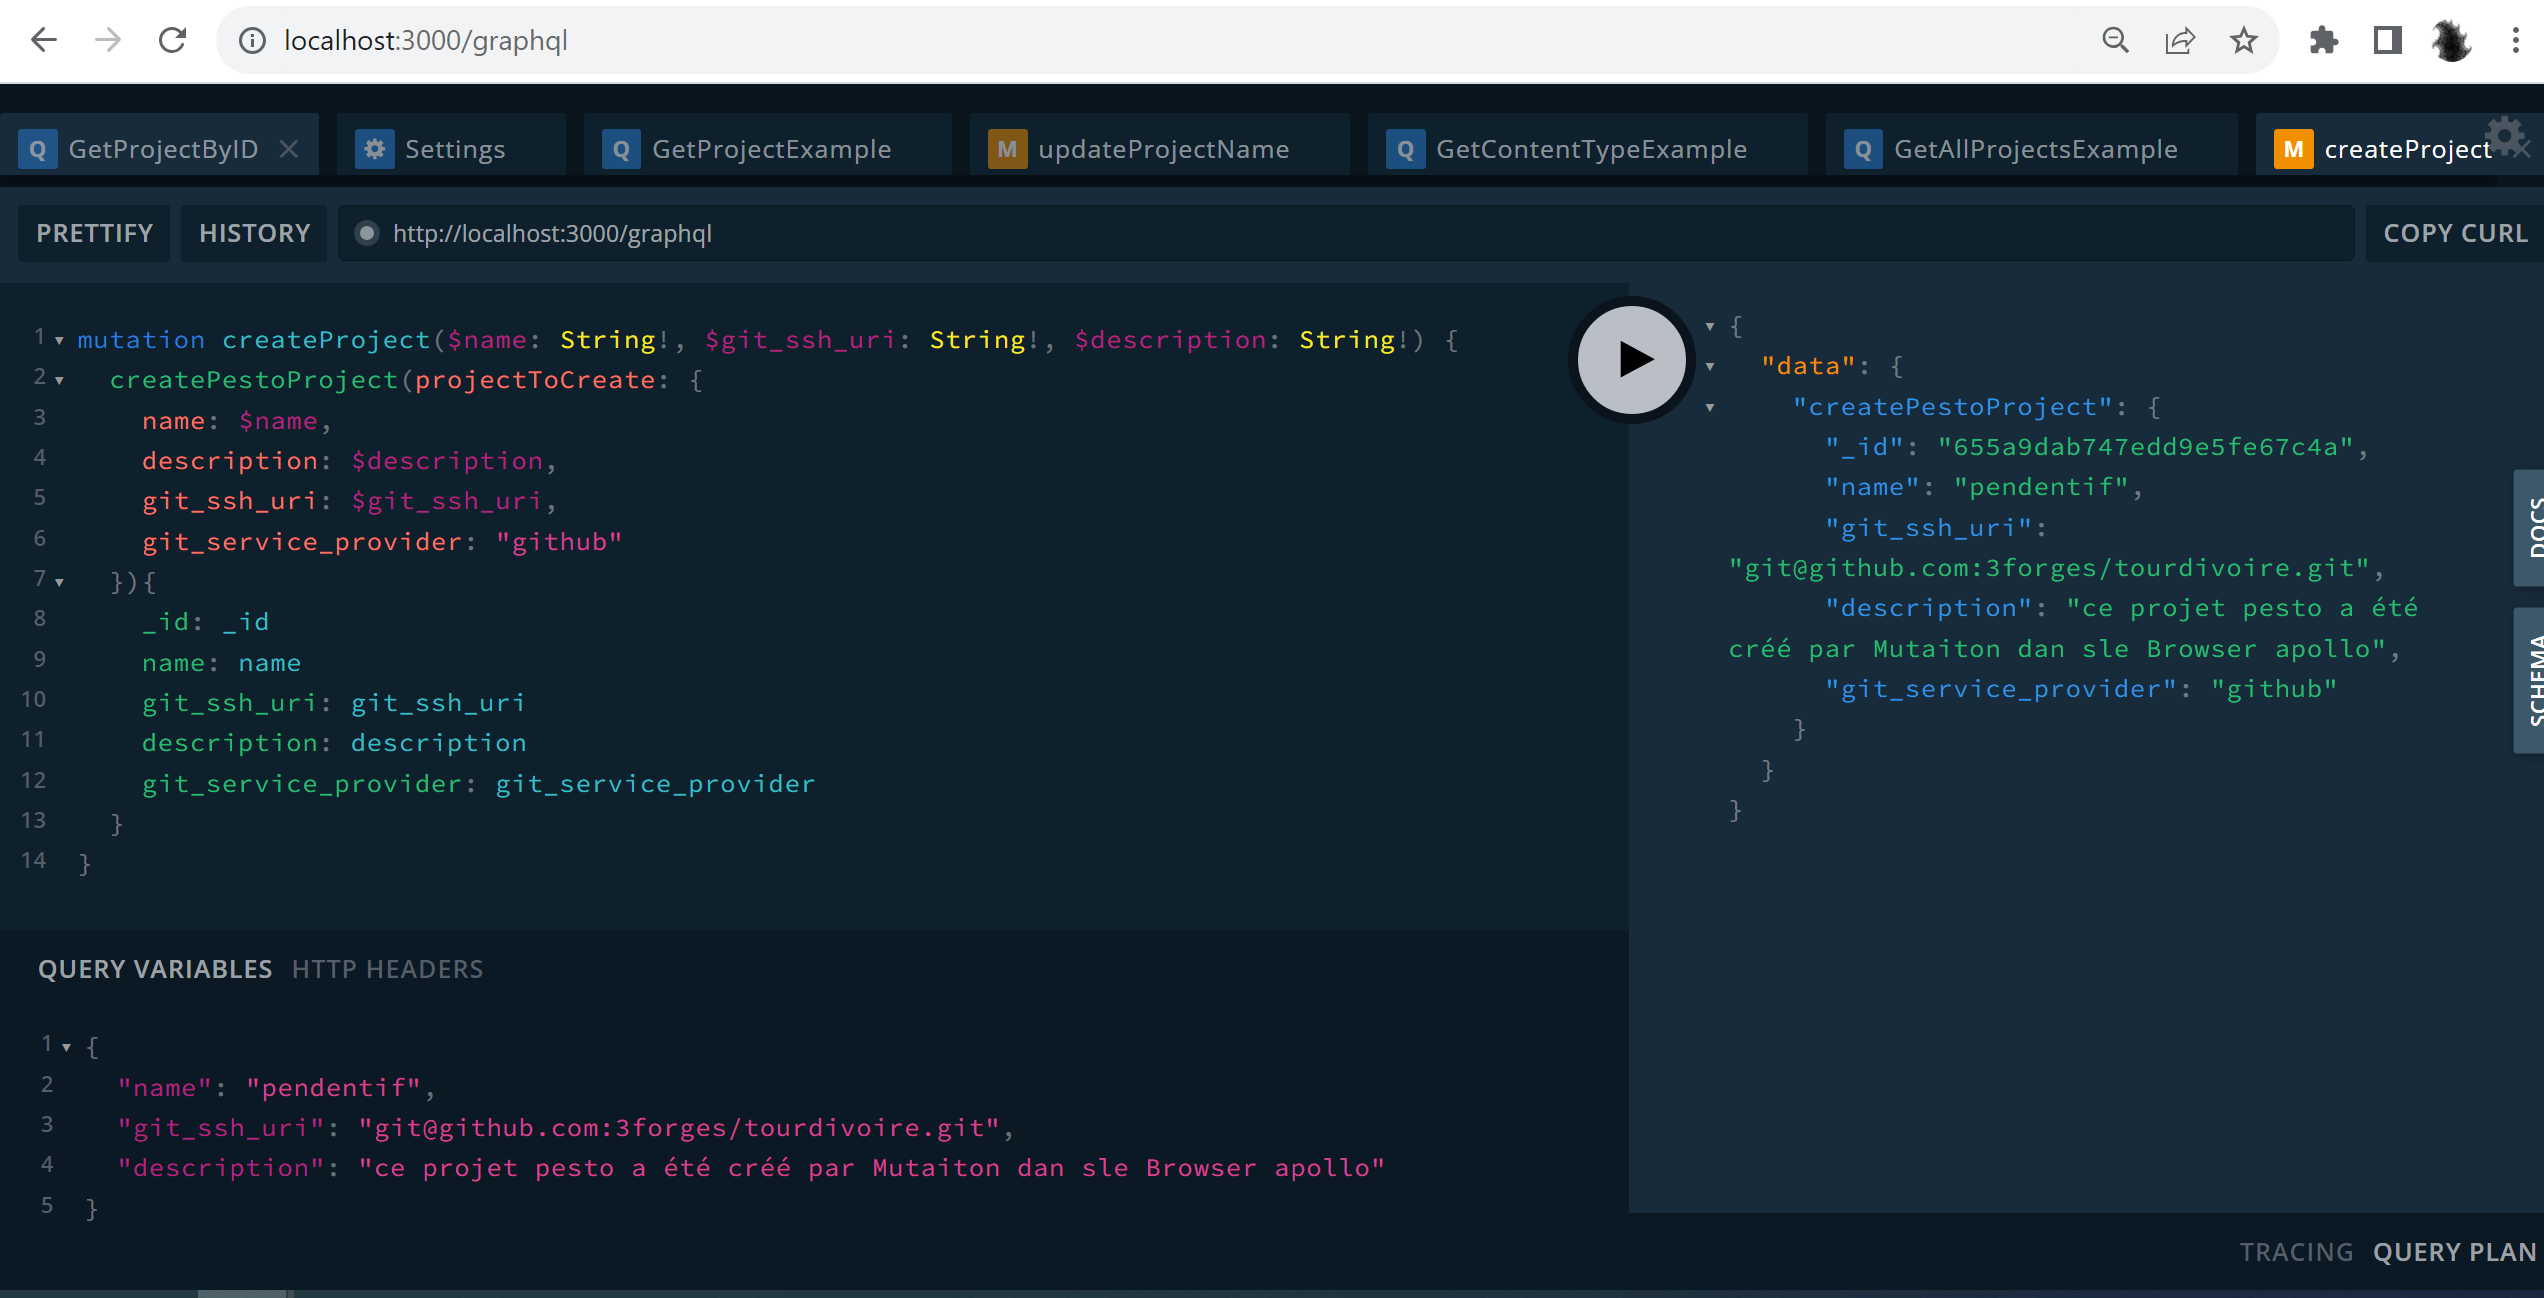 localhost:3000/graphql
Q GetProjectByID Settings Q GetProjectExample M updateProjectName Q GetContentTypeExample Q GetAllProjectsExample M createProject
PRETTIFY HISTORY http://localhost:3000/graphql COPY CURL
1 mutation createProject($name: String!, $git_ssh_uri: String!, $description: String!) {
2 createPestoProject(projectToCreate: {
3 name: $name,
4 description: $description,
5 git_ssh_uri: $git_ssh_uri,
6 git_service_provider: "github"
7 }){
8 _id: _id
9 name: name
10 git_ssh_uri: git_ssh_uri
11 description: description
12 git_service_provider: git_service_provider
13 }
14 }
QUERY VARIABLES HTTP HEADERS
1 {
2 "name": "pendentif",
3 "git_ssh_uri": "git@github.com:3forges/tourdivoire.git",
4 "description": "ce projet pesto a été créé par Mutaiton dan sle Browser apollo"
5 }
{
"data": {
"createPestoProject": {
"_id": "655a9dab747edd9e5fe67c4a",
"name": "pendentif",
"git_ssh_uri":
"git@github.com:3forges/tourdivoire.git",
"description": "ce projet pesto a été
créé par Mutaiton dan sle Browser apollo",
"git_service_provider": "github"
}
}
}
DOCS
SCHEMA
TRACING QUERY PLAN